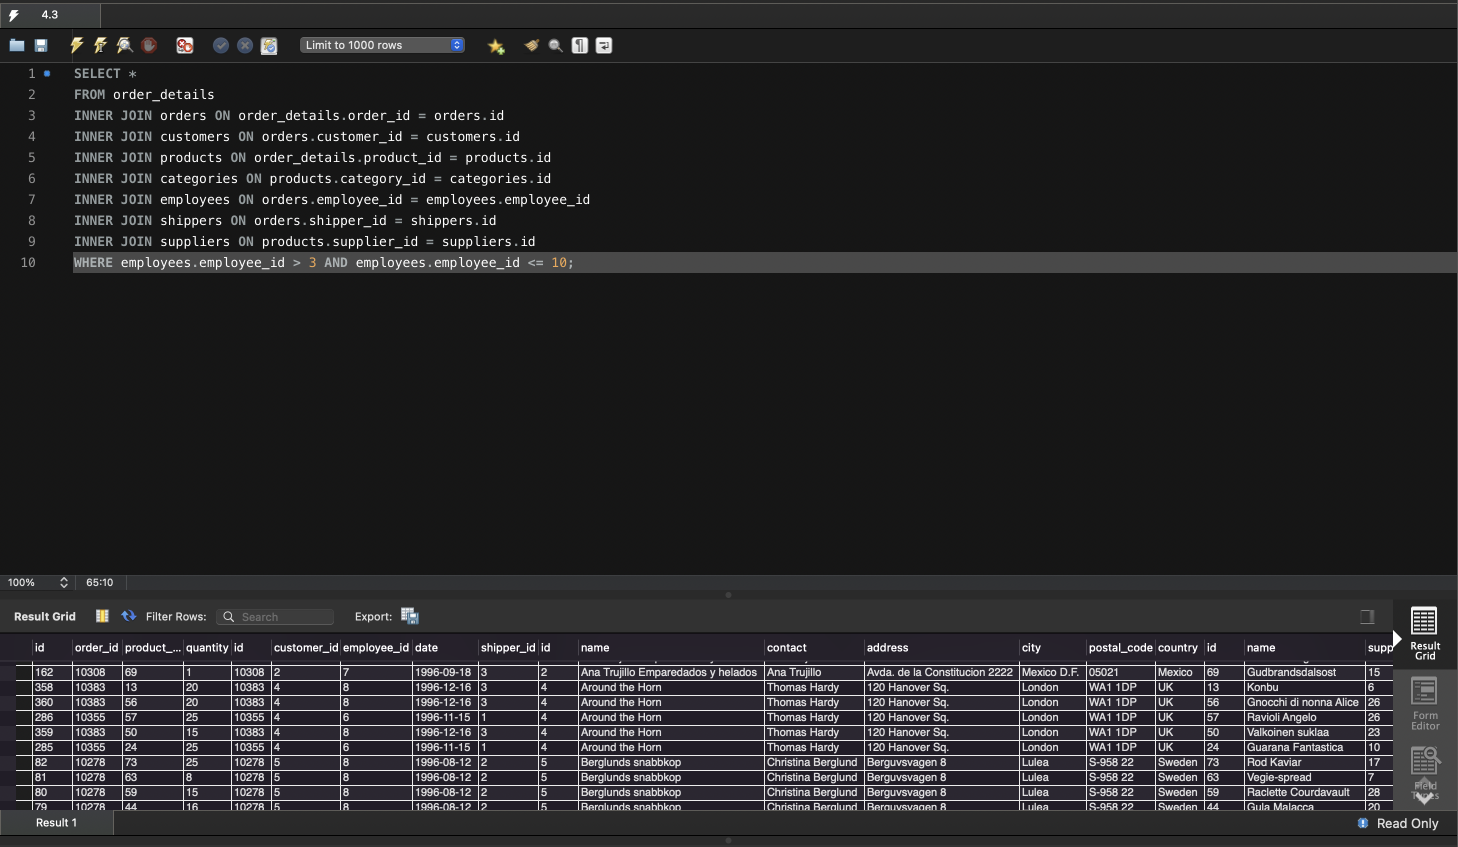 4.3
Limit to 1000 rows
1 SELECT *
2 FROM order_details
3 INNER JOIN orders ON order_details.order_id = orders.id
4 INNER JOIN customers ON orders.customer_id = customers.id
5 INNER JOIN products ON order_details.product_id = products.id
6 INNER JOIN categories ON products.category_id = categories.id
7 INNER JOIN employees ON orders.employee_id = employees.employee_id
8 INNER JOIN shippers ON orders.shipper_id = shippers.id
9 INNER JOIN suppliers ON products.supplier_id = suppliers.id
10 WHERE employees.employee_id > 3 AND employees.employee_id <= 10;
100% 65:10
Result Grid Filter Rows: Search Export:
id order_id product_... quantity id customer_id employee_id date shipper_id id name contact address city postal_code country id name supp
162 10308 69 1 10308 2 7 1996-09-18 3 2 Ana Trujillo Emparedados y helados Ana Trujillo Avda. de la Constitucion 2222 Mexico D.F. 05021 Mexico 69 Gudbrandsdalsost 15
358 10383 13 20 10383 4 8 1996-12-16 3 4 Around the Horn Thomas Hardy 120 Hanover Sq. London WA1 1DP UK 13 Konbu 6
360 10383 56 20 10383 4 8 1996-12-16 3 4 Around the Horn Thomas Hardy 120 Hanover Sq. London WA1 1DP UK 56 Gnocchi di nonna Alice 26
286 10355 57 25 10355 4 6 1996-11-15 1 4 Around the Horn Thomas Hardy 120 Hanover Sq. London WA1 1DP UK 57 Ravioli Angelo 26
359 10383 50 15 10383 4 8 1996-12-16 3 4 Around the Horn Thomas Hardy 120 Hanover Sq. London WA1 1DP UK 50 Valkoinen suklaa 23
285 10355 24 25 10355 4 6 1996-11-15 1 4 Around the Horn Thomas Hardy 120 Hanover Sq. London WA1 1DP UK 24 Guarana Fantastica 10
82 10278 73 25 10278 5 8 1996-08-12 2 5 Berglunds snabbkop Christina Berglund Berguvsvagen 8 Lulea S-958 22 Sweden 73 Rod Kaviar 17
81 10278 63 8 10278 5 8 1996-08-12 2 5 Berglunds snabbkop Christina Berglund Berguvsvagen 8 Lulea S-958 22 Sweden 63 Vegie-spread 7
80 10278 59 15 10278 5 8 1996-08-12 2 5 Berglunds snabbkop Christina Berglund Berguvsvagen 8 Lulea S-958 22 Sweden 59 Raclette Courdavault 28
79 10278 44 16 10278 5 8 1996-08-12 2 5 Berglunds snabbkop Christina Berglund Berguvsvagen 8 Lulea S-958 22 Sweden 44 Gula Malacca 20
Result
Grid
Form
Editor
Field
Types
Result 1
Read Only